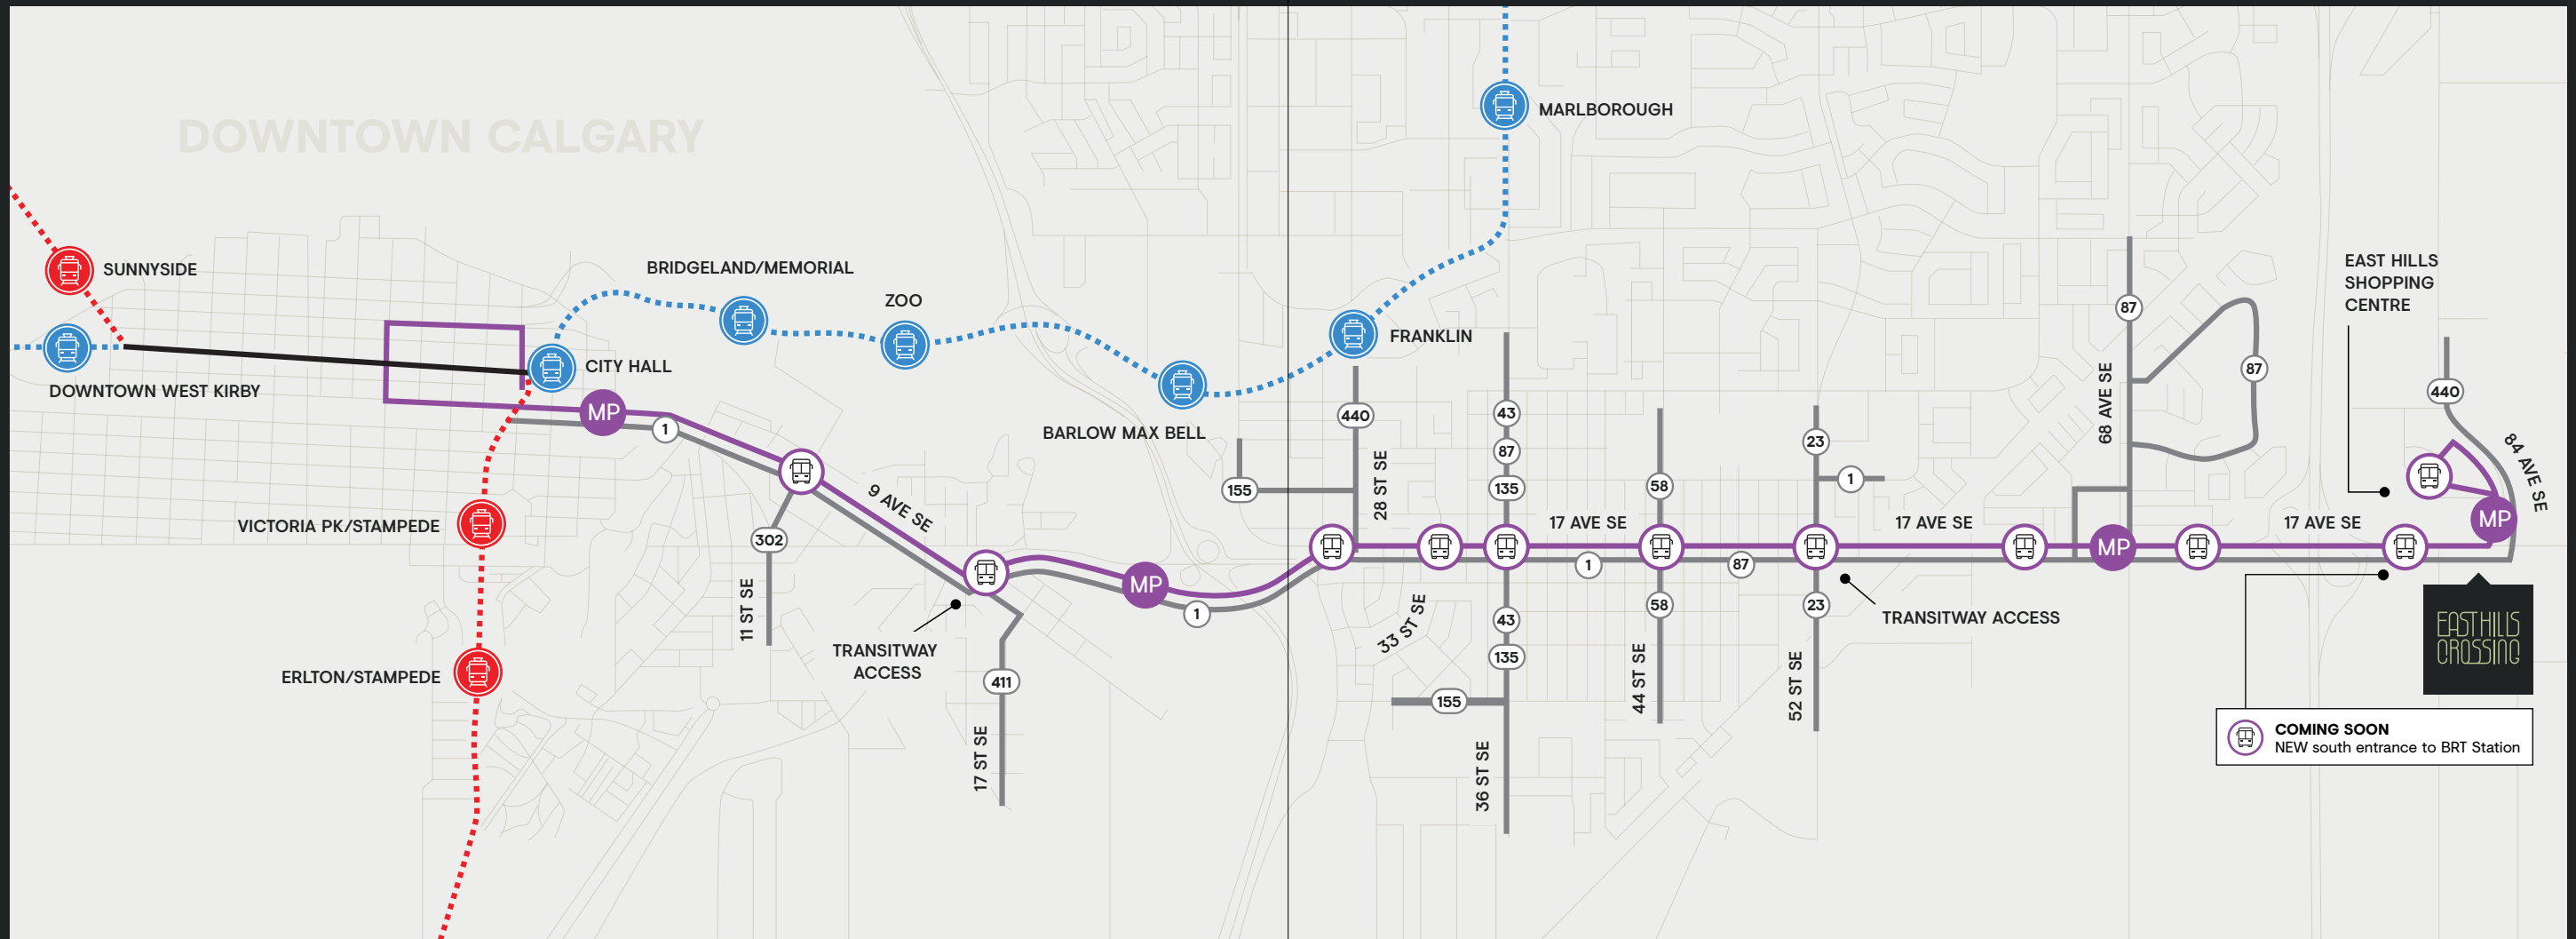 DOWNTOWN CALGARY
SUNNYSIDE
DOWNTOWN WEST KIRBY
CITY HALL
BRIDGELAND/MEMORIAL
ZOO
BARLOW MAX BELL
FRANKLIN
MARLBOROUGH
VICTORIA PK/STAMPEDE
ERLTON/STAMPEDE
MP
1
302
11 ST SE
9 AVE SE
TRANSITWAY
ACCESS
411
17 ST SE
MP
1
155
440
28 ST SE
43
87
135
33 ST SE
43
135
155
36 ST SE
17 AVE SE
1
58
58
44 ST SE
87
23
1
23
52 ST SE
17 AVE SE
TRANSITWAY ACCESS
87
68 AVE SE
87
MP
17 AVE SE
EAST HILLS
SHOPPING
CENTRE
440
84 AVE SE
MP
EAST HILLS
CROSSING
COMING SOON
NEW south entrance to BRT Station